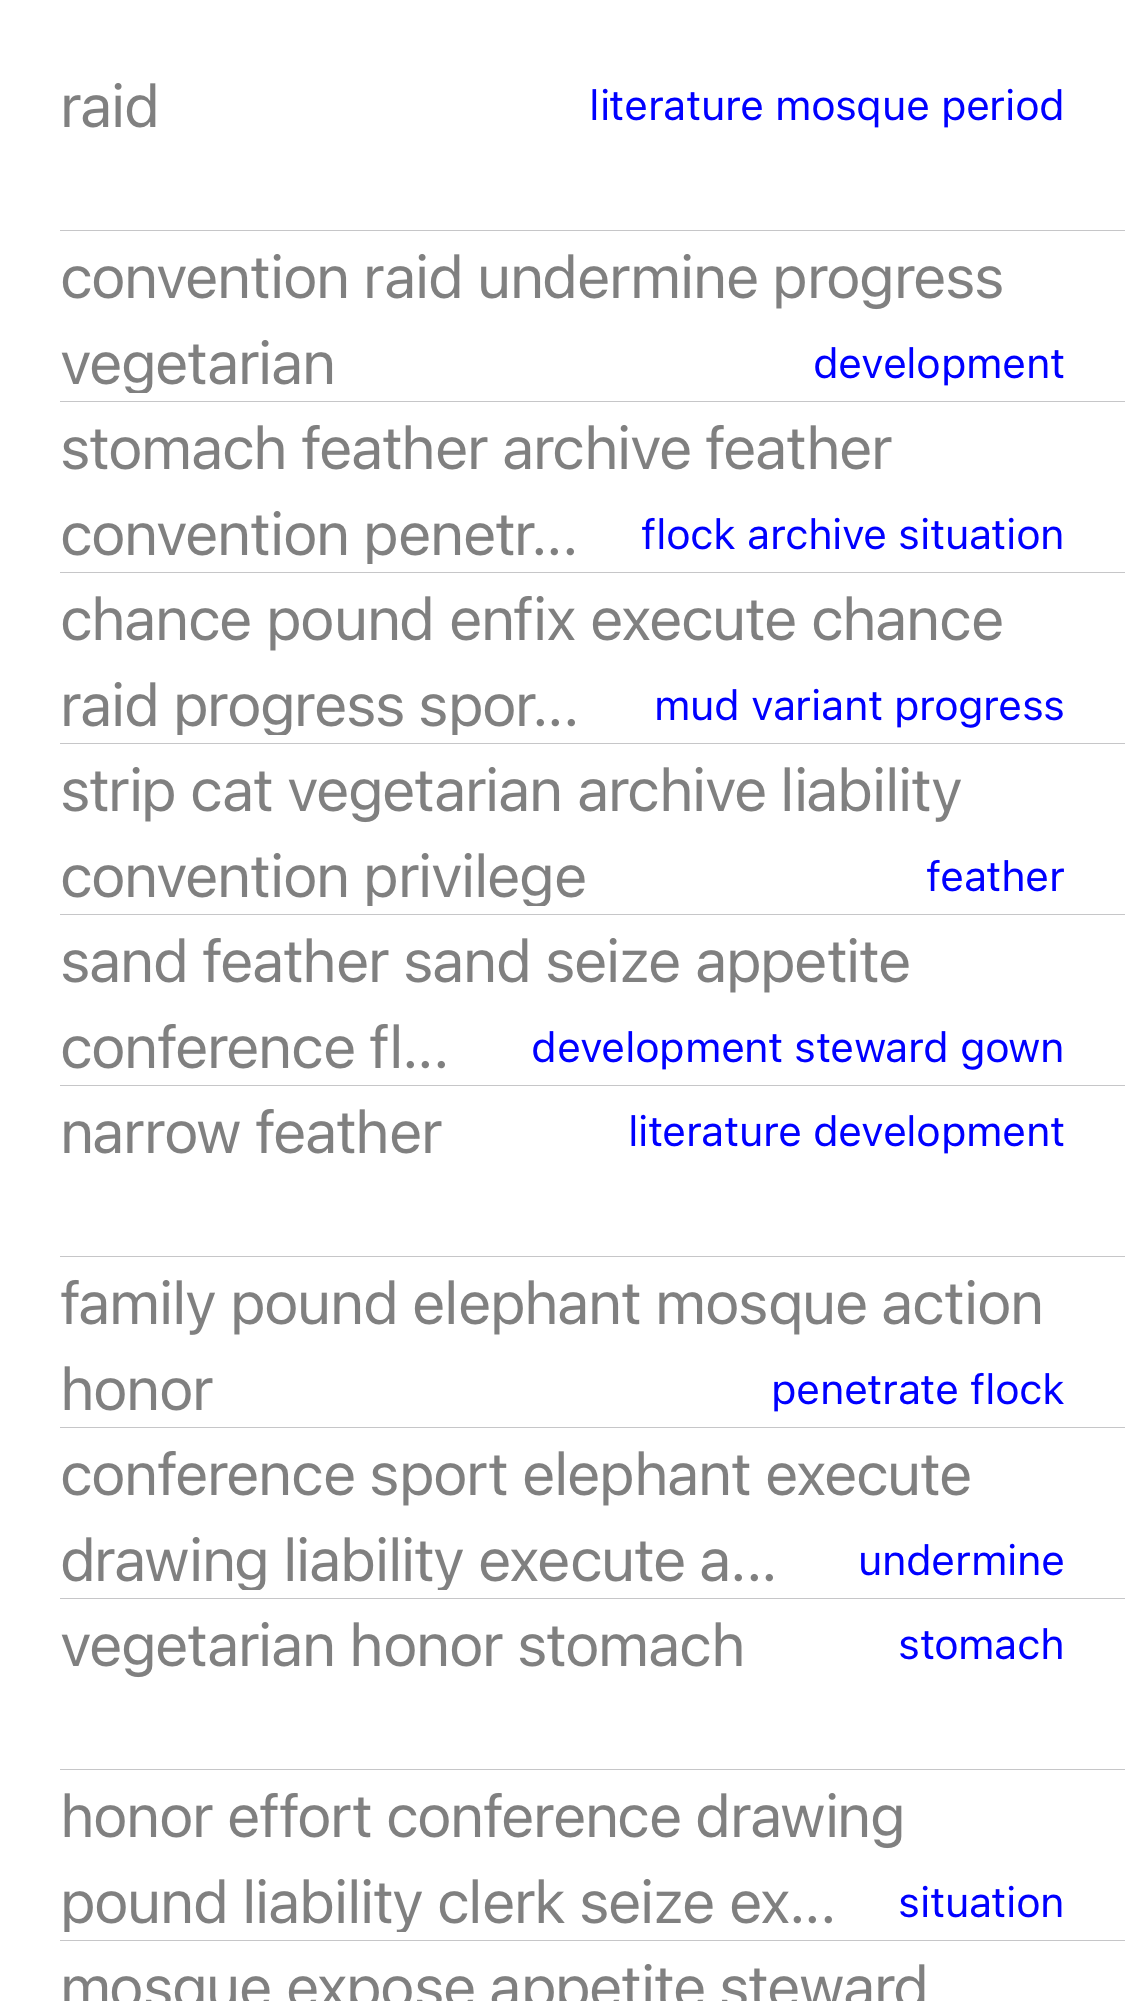 raid literature mosque period
convention raid undermine progress
vegetarian development
stomach feather archive feather
convention penetr... flock archive situation
chance pound enfix execute chance
raid progress spor... mud variant progress
strip cat vegetarian archive liability
convention privilege feather
sand feather sand seize appetite
conference fl... development steward gown
narrow feather literature development
family pound elephant mosque action
honor penetrate flock
conference sport elephant execute
drawing liability execute a... undermine
vegetarian honor stomach stomach
honor effort conference drawing
pound liability clerk seize ex... situation
mosque expose appetite steward